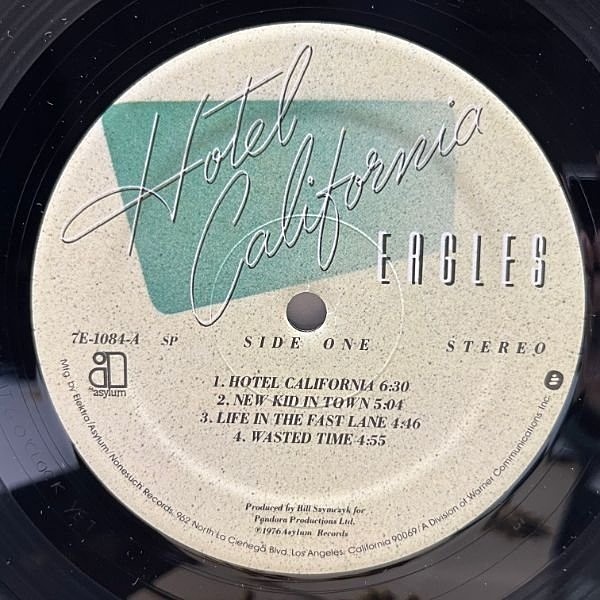 Hotel
California
EAGLES
7E-1084-A SP SIDE ONE STEREO
asylum
1. HOTEL CALIFORNIA 6:30
2. NEW KID IN TOWN 5:04
3. LIFE IN THE FAST LANE 4:46
4. WASTED TIME 4:55
Produced by Bill Szymczyk for
Pandora Productions Ltd.
℗1976 Asylum Records
Mfg. by Elektra/Asylum/Nonesuch Records, 962 North La Cienega Blvd., Los Angeles, California 90069/A Division of Warner Communications Inc.